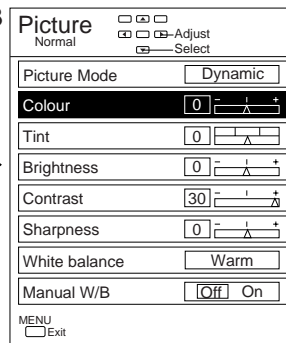 Picture
Normal
Adjust
Select
Picture Mode Dynamic
Colour 0 - +
Tint 0
Brightness 0 - +
Contrast 30 - +
Sharpness 0 - +
White balance Warm
Manual W/B Off On
MENU
Exit